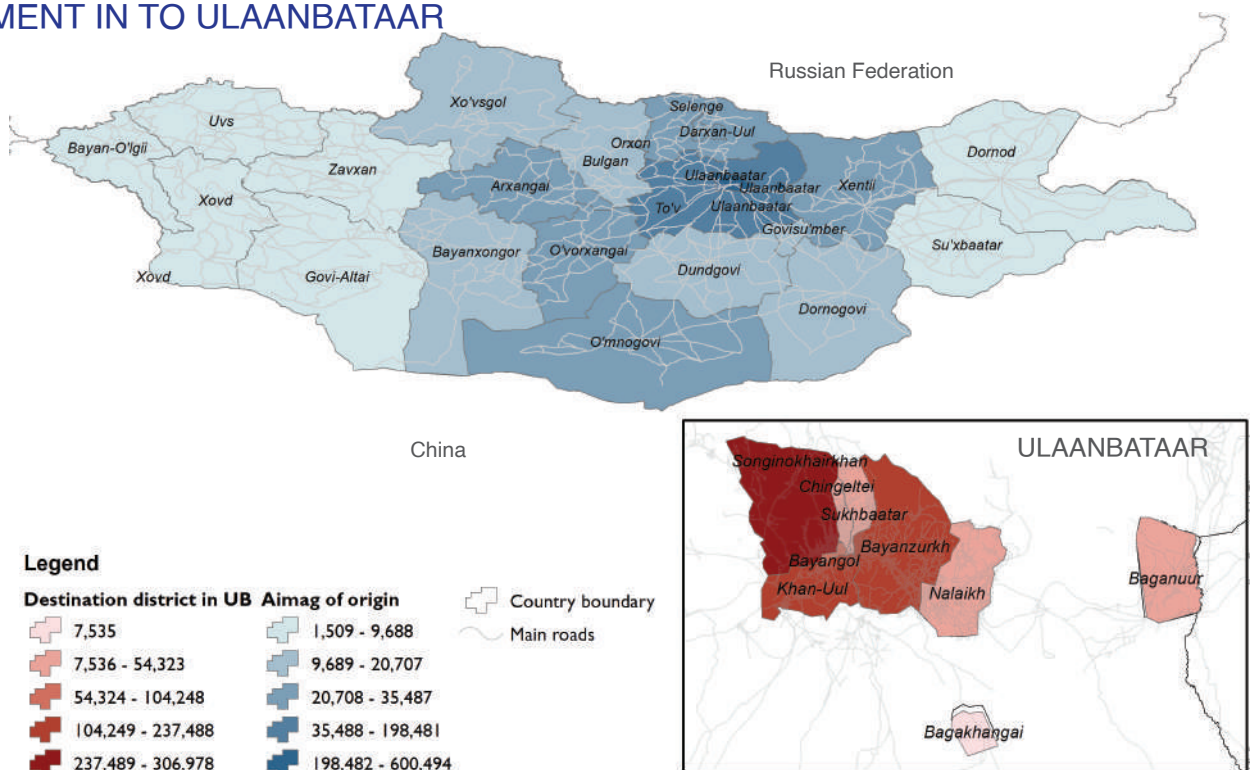 MENT IN TO ULAANBATAAR
Russian Federation
Xo'vsgol
Selenge
Uvs
Darxan-Uul
Bayan-O'lgii
Orxon
Dornod
Bulgan
Zavxan
Ulaanbaatar
Arxangai
Ulaanbaatar
Xentii
Xovd
To'v
Ulaanbaatar
Govisu'mber
Bayanxongor
O'vorxangai
Su'xbaatar
Dundgovi
Xovd
Govi-Altai
Dornogovi
O'mnogovi
China
ULAANBATAAR
Songinokhairkhan
Chingeltei
Sukhbaatar
Bayanzurkh
Bayangol
Khan-Uul
Nalaikh
Baganuur
Bagakhangai
Legend
Destination district in UB
7,535
7,536 - 54,323
54,324 - 104,248
104,249 - 237,488
237,489 - 306,978
Aimag of origin
1,509 - 9,688
9,689 - 20,707
20,708 - 35,487
35,488 - 198,481
198,482 - 600,494
Country boundary
Main roads